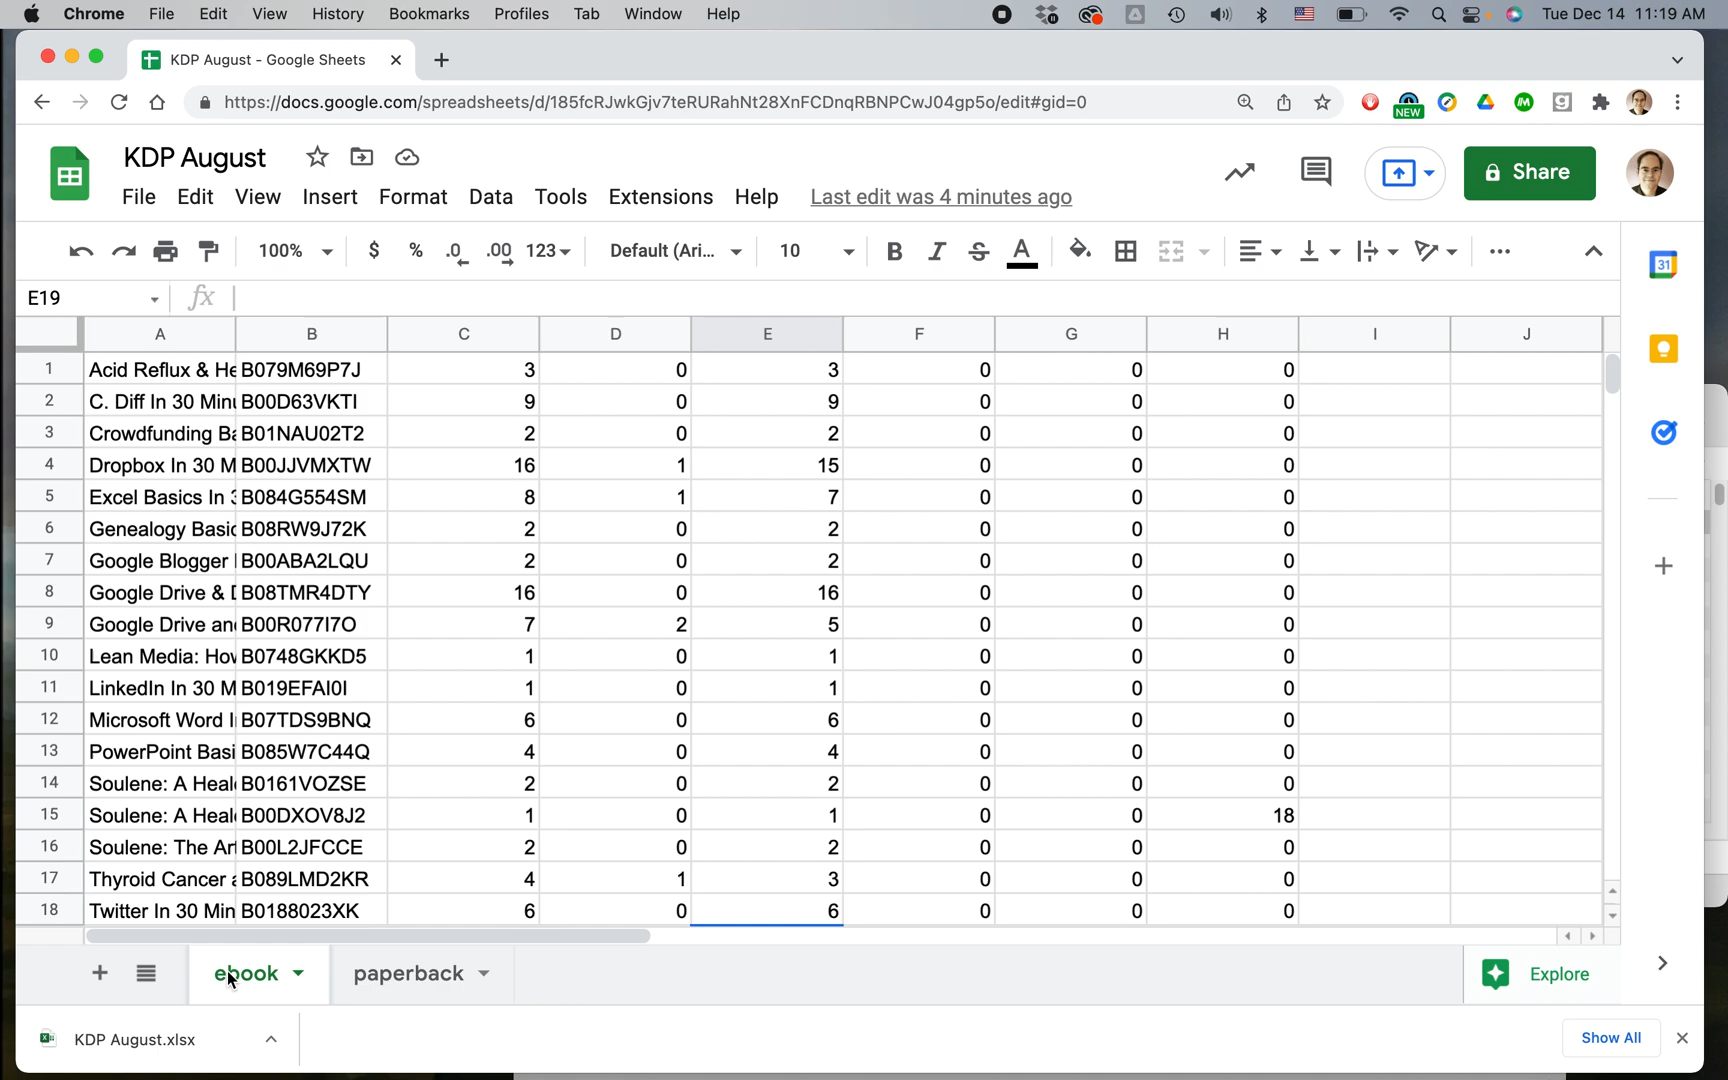 Chrome File Edit View History Bookmarks Profiles Tab Window Help Tue Dec 14 11:19 AM
KDP August - Google Sheets
https://docs.google.com/spreadsheets/d/185fcRJwkGjv7teRURahNt28XnFCDnqRBNPCwJ04gp5o/edit#gid=0 NEW
KDP August
Share
File Edit View Insert Format Data Tools Extensions Help Last edit was 4 minutes ago
100% $ % .0 .00 123 Default (Ari... 10 B I S A
31
E19 fx
A B C D E F G H I J
1 Acid Reflux & He B079M69P7J 3 0 3 0 0 0
2 C. Diff In 30 Minu B00D63VKTI 9 0 9 0 0 0
3 Crowdfunding Ba B01NAU02T2 2 0 2 0 0 0
4 Dropbox In 30 M B00JJVMXTW 16 1 15 0 0 0
5 Excel Basics In 3 B084G554SM 8 1 7 0 0 0
6 Genealogy Basic B08RW9J72K 2 0 2 0 0 0
7 Google Blogger B00ABA2LQU 2 0 2 0 0 0
8 Google Drive & B08TMR4DTY 16 0 16 0 0 0
9 Google Drive and B00R077I7O 7 2 5 0 0 0
10 Lean Media: How B0748GKKD5 1 0 1 0 0 0
11 LinkedIn In 30 M B019EFAI0I 1 0 1 0 0 0
12 Microsoft Word I B07TDS9BNQ 6 0 6 0 0 0
13 PowerPoint Basi B085W7C44Q 4 0 4 0 0 0
14 Soulene: A Heal B0161VOZSE 2 0 2 0 0 0
15 Soulene: A Heal B00DXOV8J2 1 0 1 0 0 18
16 Soulene: The Art B00L2JFCCE 2 0 2 0 0 0
17 Thyroid Cancer a B089LMD2KR 4 1 3 0 0 0
18 Twitter In 30 Min B0188023XK 6 0 6 0 0 0
ebook paperback Explore
KDP August.xlsx Show All